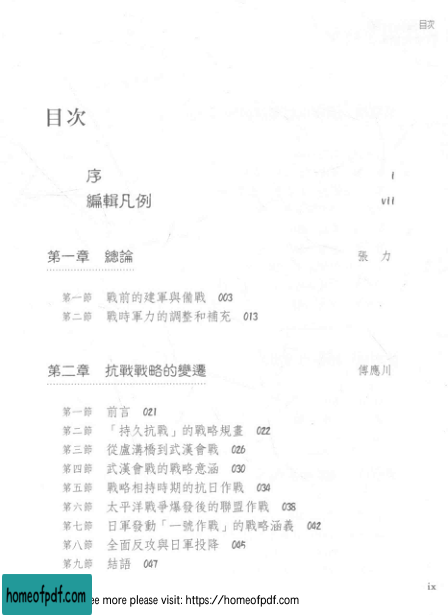 目次
目次
序 i
編輯凡例 vii
第一章 總論 張 力
第一節 戰前的建軍與備戰 003
第二節 戰時軍力的調整和補充 013
第二章 抗戰戰略的變遷 傅應川
第一節 前言 021
第二節 「持久抗戰」的戰略規畫 022
第三節 從盧溝橋到武漢會戰 026
第四節 武漢會戰的戰略意涵 030
第五節 戰略相持時期的抗日作戰 034
第六節 太平洋戰爭爆發後的聯盟作戰 038
第七節 日軍發動「一號作戰」的戰略涵義 042
第八節 全面反攻與日軍投降 045
第九節 結語 047
ix
homeofpdf.com
ee more please visit: https://homeofpdf.com